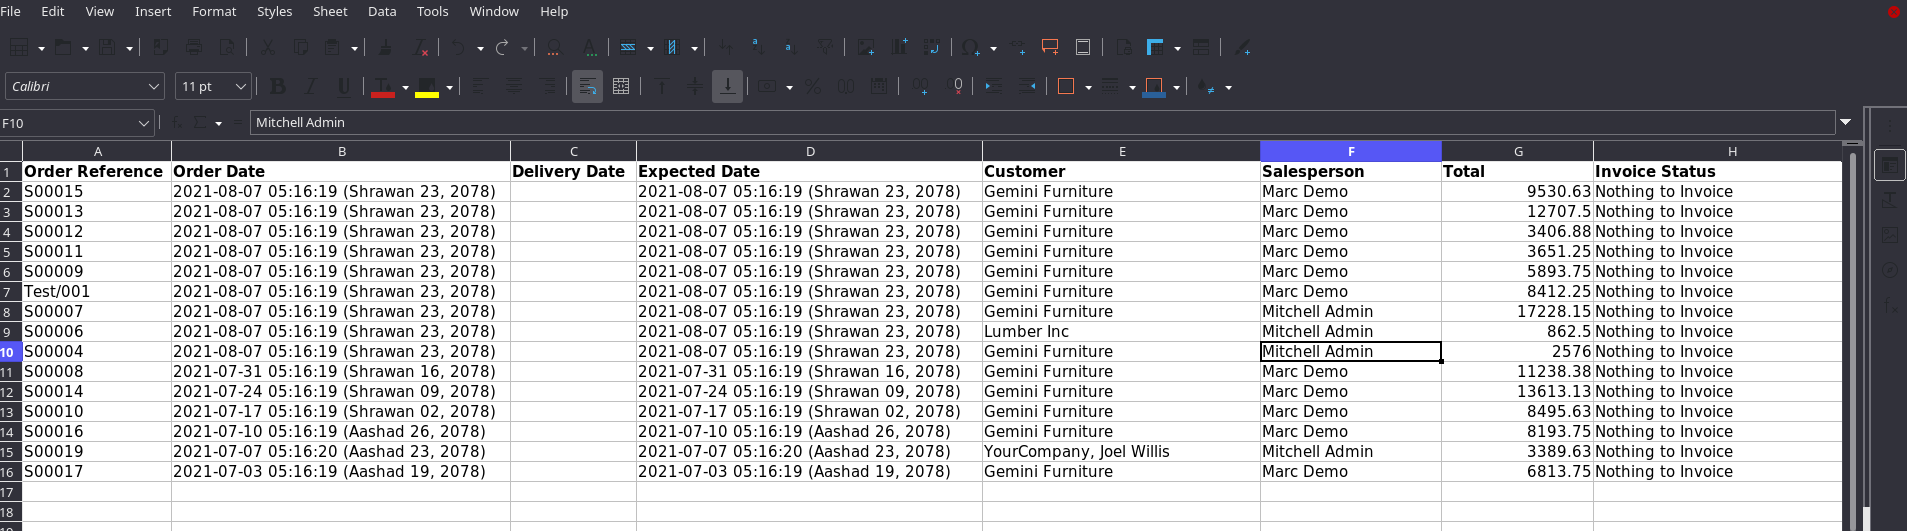 File Edit View Insert Format Styles Sheet Data Tools Window Help
Calibri 11 pt
F10 Mitchell Admin
A B C D E F G H
1 Order Reference Order Date Delivery Date Expected Date Customer Salesperson Total Invoice Status
2 S00015 2021-08-07 05:16:19 (Shrawan 23, 2078) 2021-08-07 05:16:19 (Shrawan 23, 2078) Gemini Furniture Marc Demo 9530.63 Nothing to Invoice
3 S00013 2021-08-07 05:16:19 (Shrawan 23, 2078) 2021-08-07 05:16:19 (Shrawan 23, 2078) Gemini Furniture Marc Demo 12707.5 Nothing to Invoice
4 S00012 2021-08-07 05:16:19 (Shrawan 23, 2078) 2021-08-07 05:16:19 (Shrawan 23, 2078) Gemini Furniture Marc Demo 3406.88 Nothing to Invoice
5 S00011 2021-08-07 05:16:19 (Shrawan 23, 2078) 2021-08-07 05:16:19 (Shrawan 23, 2078) Gemini Furniture Marc Demo 3651.25 Nothing to Invoice
6 S00009 2021-08-07 05:16:19 (Shrawan 23, 2078) 2021-08-07 05:16:19 (Shrawan 23, 2078) Gemini Furniture Marc Demo 5893.75 Nothing to Invoice
7 Test/001 2021-08-07 05:16:19 (Shrawan 23, 2078) 2021-08-07 05:16:19 (Shrawan 23, 2078) Gemini Furniture Marc Demo 8412.25 Nothing to Invoice
8 S00007 2021-08-07 05:16:19 (Shrawan 23, 2078) 2021-08-07 05:16:19 (Shrawan 23, 2078) Gemini Furniture Mitchell Admin 17228.15 Nothing to Invoice
9 S00006 2021-08-07 05:16:19 (Shrawan 23, 2078) 2021-08-07 05:16:19 (Shrawan 23, 2078) Lumber Inc Mitchell Admin 862.5 Nothing to Invoice
10 S00004 2021-08-07 05:16:19 (Shrawan 23, 2078) 2021-08-07 05:16:19 (Shrawan 23, 2078) Gemini Furniture Mitchell Admin 2576 Nothing to Invoice
11 S00008 2021-07-31 05:16:19 (Shrawan 16, 2078) 2021-07-31 05:16:19 (Shrawan 16, 2078) Gemini Furniture Marc Demo 11238.38 Nothing to Invoice
12 S00014 2021-07-24 05:16:19 (Shrawan 09, 2078) 2021-07-24 05:16:19 (Shrawan 09, 2078) Gemini Furniture Marc Demo 13613.13 Nothing to Invoice
13 S00010 2021-07-17 05:16:19 (Shrawan 02, 2078) 2021-07-17 05:16:19 (Shrawan 02, 2078) Gemini Furniture Marc Demo 8495.63 Nothing to Invoice
14 S00016 2021-07-10 05:16:19 (Aashad 26, 2078) 2021-07-10 05:16:19 (Aashad 26, 2078) Gemini Furniture Marc Demo 8193.75 Nothing to Invoice
15 S00019 2021-07-07 05:16:20 (Aashad 23, 2078) 2021-07-07 05:16:20 (Aashad 23, 2078) YourCompany, Joel Willis Mitchell Admin 3389.63 Nothing to Invoice
16 S00017 2021-07-03 05:16:19 (Aashad 19, 2078) 2021-07-03 05:16:19 (Aashad 19, 2078) Gemini Furniture Marc Demo 6813.75 Nothing to Invoice
17
18